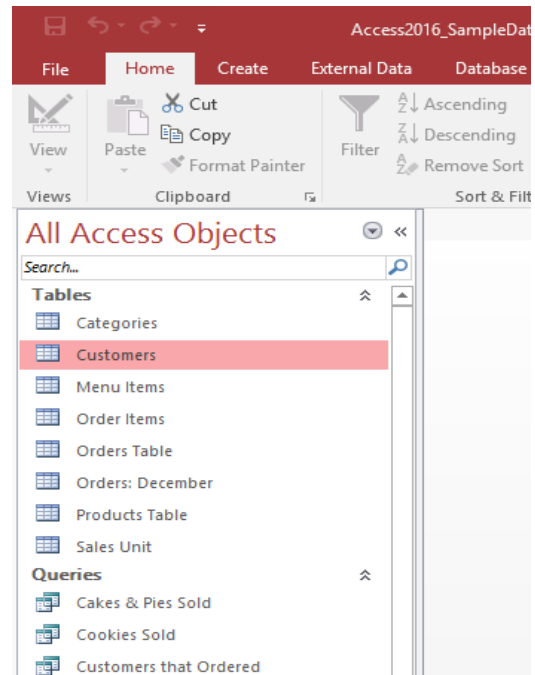 Access2016_SampleDat
File Home Create External Data Database
View
Paste
Cut
Copy
Format Painter
Filter
Ascending
Descending
Remove Sort
Views Clipboard Sort & Filt
All Access Objects
Search...
Tables
Categories
Customers
Menu Items
Order Items
Orders Table
Orders: December
Products Table
Sales Unit
Queries
Cakes & Pies Sold
Cookies Sold
Customers that Ordered